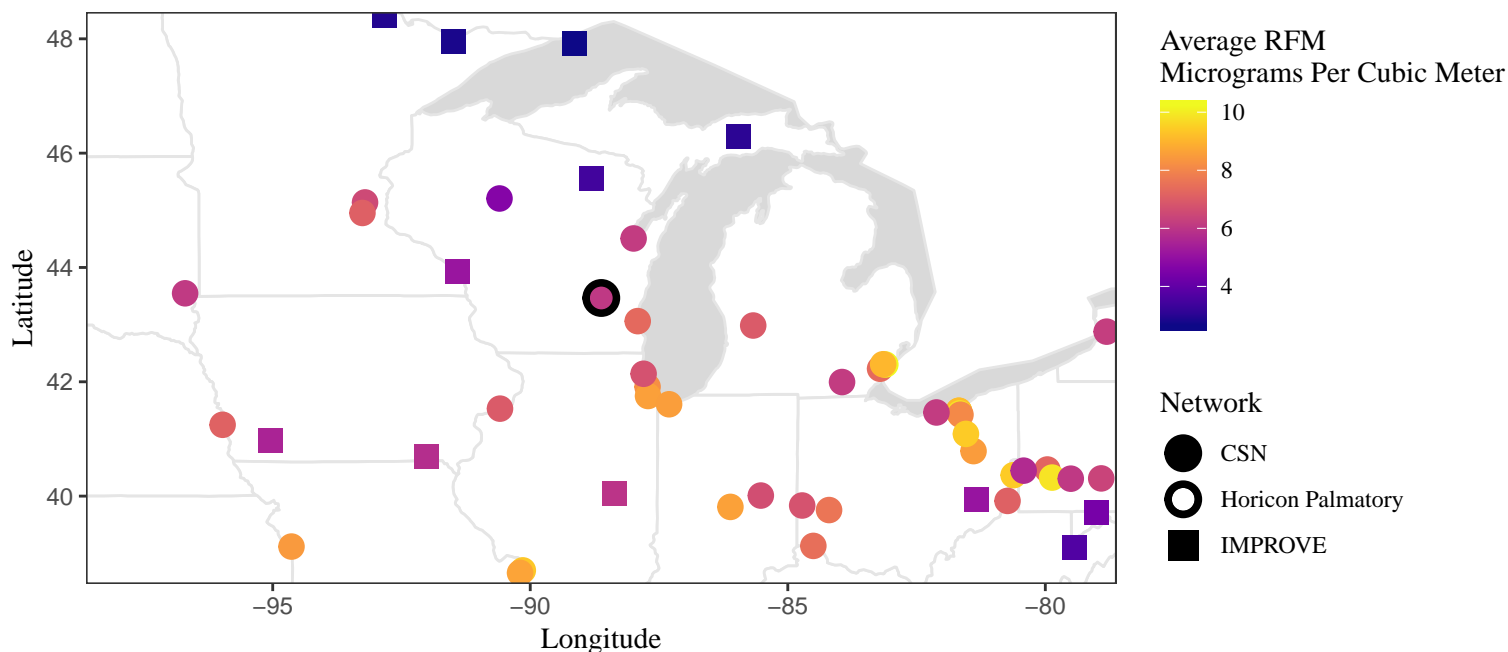 48
46
44
42
40
Latitude
−95
−90
−85
−80
Longitude
Average RFM
Micrograms Per Cubic Meter
10
8
6
4
Network
CSN
Horicon Palmatory
IMPROVE